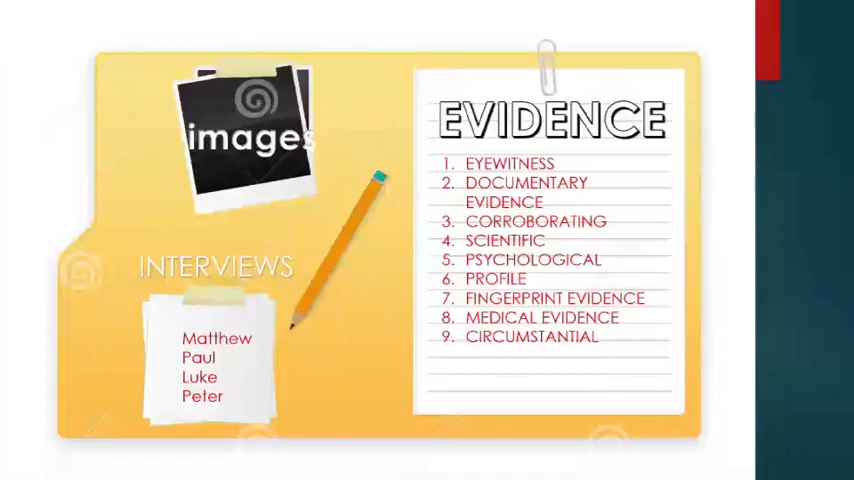 images
INTERVIEWS
Matthew
Paul
Luke
Peter
EVIDENCE
1. EYEWITNESS
2. DOCUMENTARY
EVIDENCE
3. CORROBORATING
4. SCIENTIFIC
5. PSYCHOLOGICAL
6. PROFILE
7. FINGERPRINT EVIDENCE
8. MEDICAL EVIDENCE
9. CIRCUMSTANTIAL